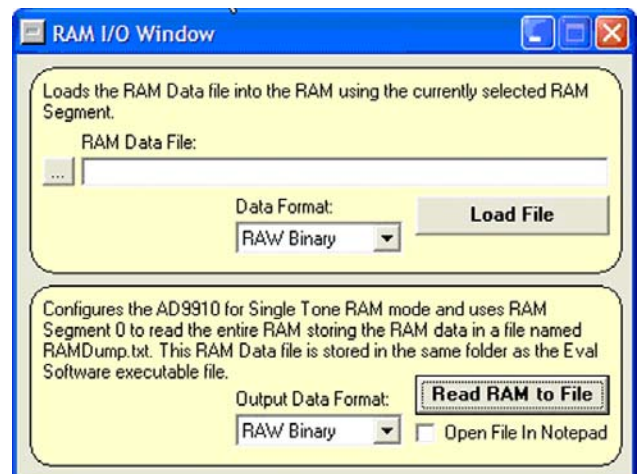 RAM I/O Window
Loads the RAM Data file into the RAM using the currently selected RAM
Segment.
RAM Data File:
...
Data Format:
RAW Binary
Load File
Configures the AD9910 for Single Tone RAM mode and uses RAM
Segment 0 to read the entire RAM storing the RAM data in a file named
RAMDump.txt. This RAM Data file is stored in the same folder as the Eval
Software executable file.
Output Data Format:
RAW Binary
Read RAM to File
Open File In Notepad